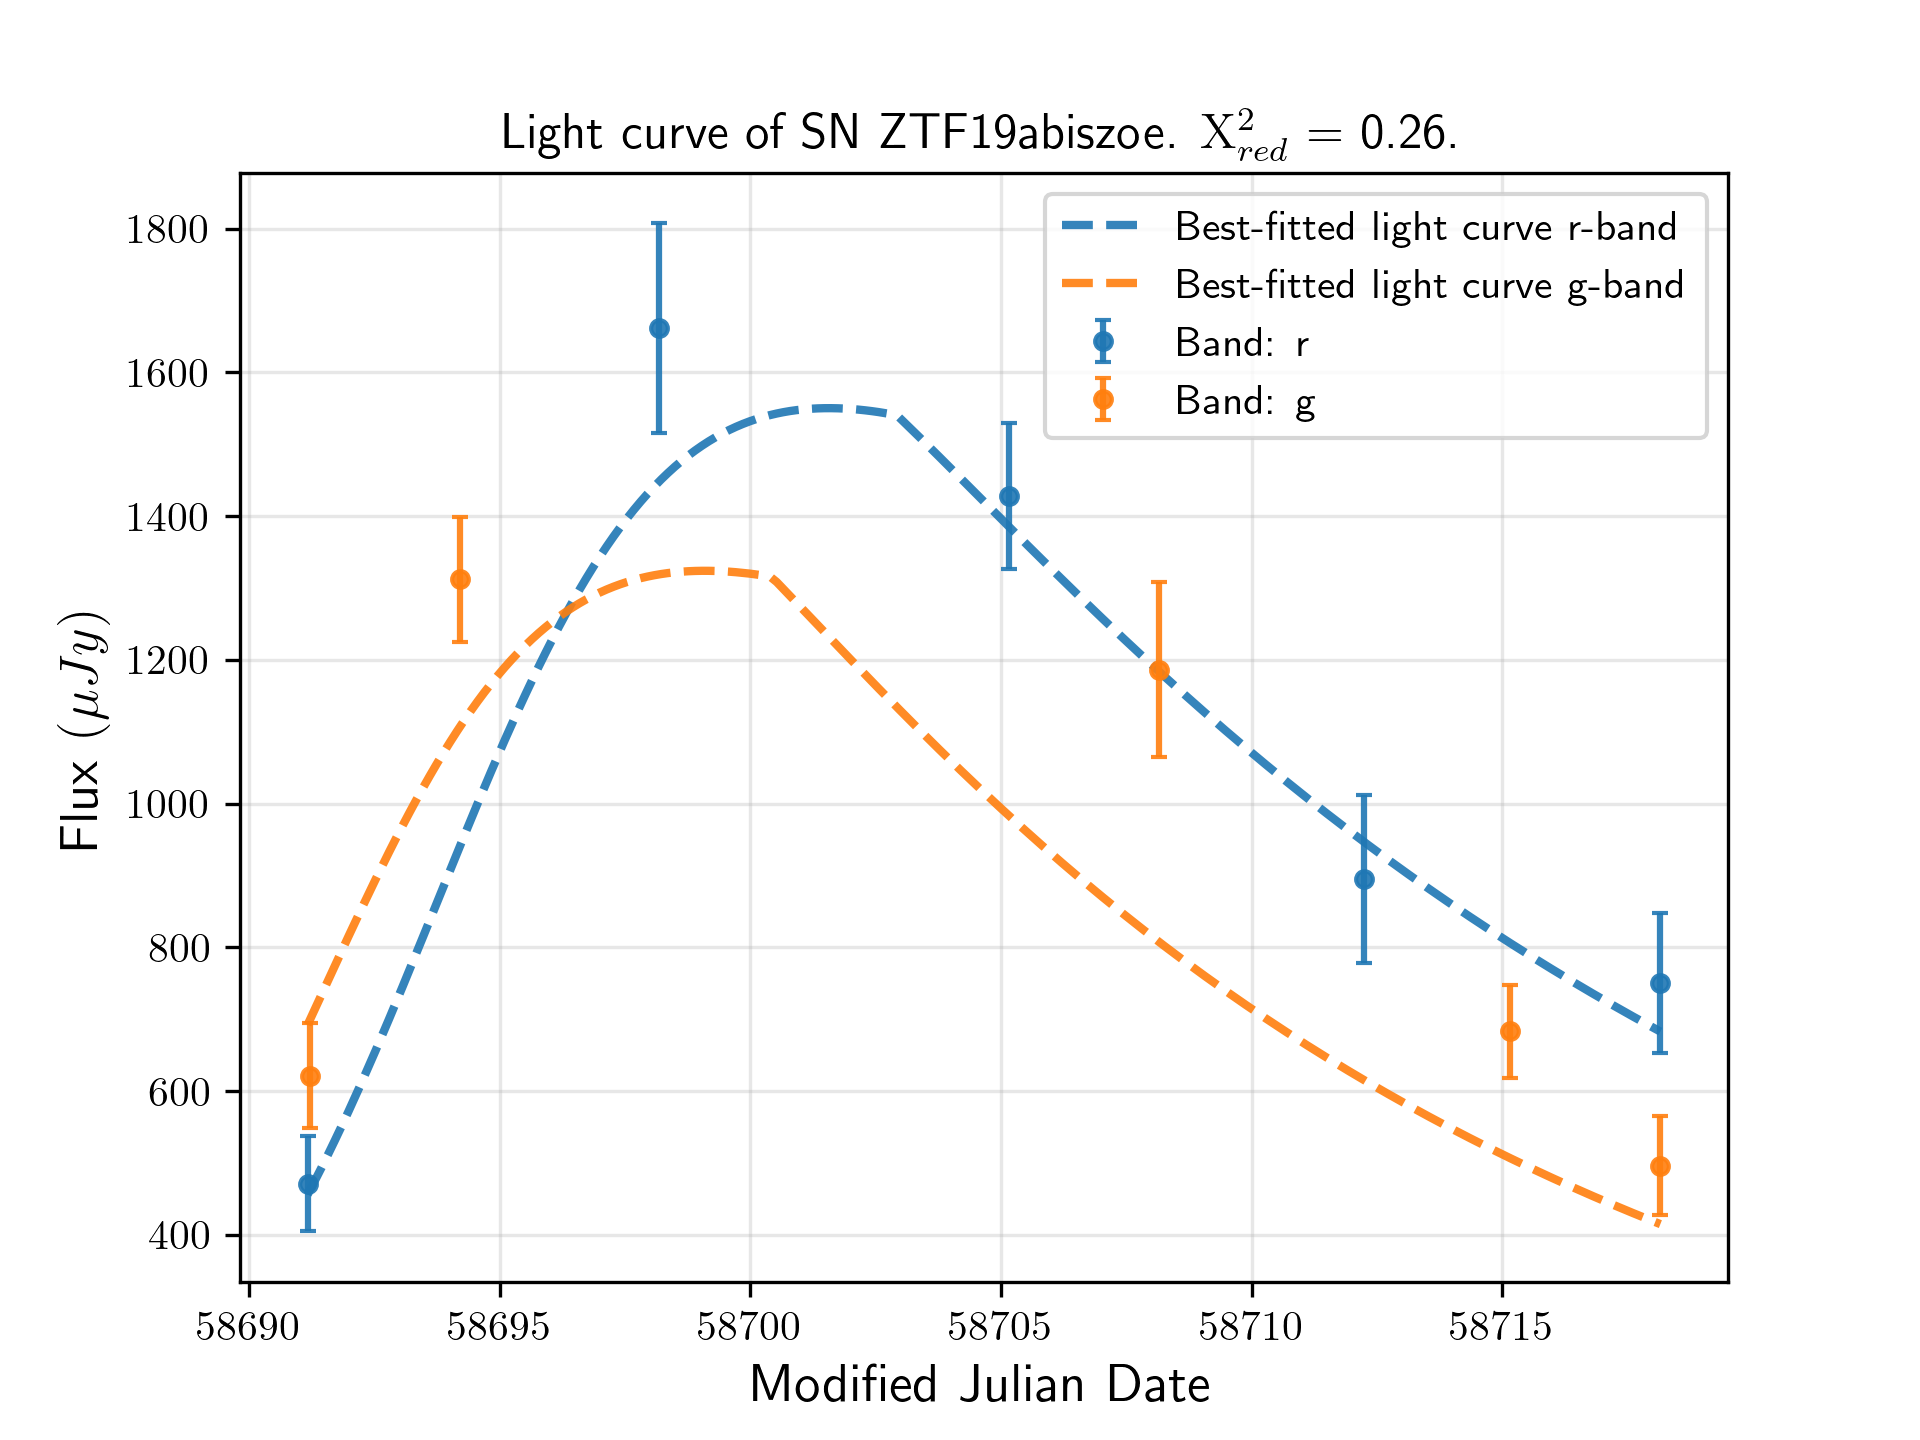 Light curve of SN ZTF19abiszoe. X²_red = 0.26.
Best-fitted light curve r-band
Best-fitted light curve g-band
Band: r
Band: g
Flux (μJy)
1800
1600
1400
1200
1000
800
600
400
58690 58695 58700 58705 58710 58715
Modified Julian Date